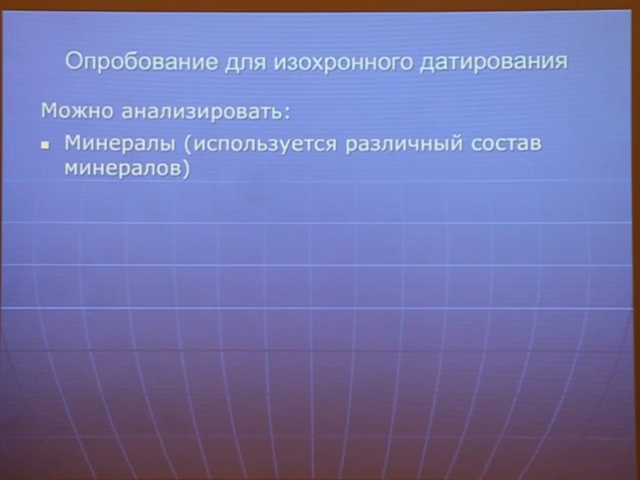 Опробование для изохронного датирования
Можно анализировать:
Минералы (используется различный состав
минералов)